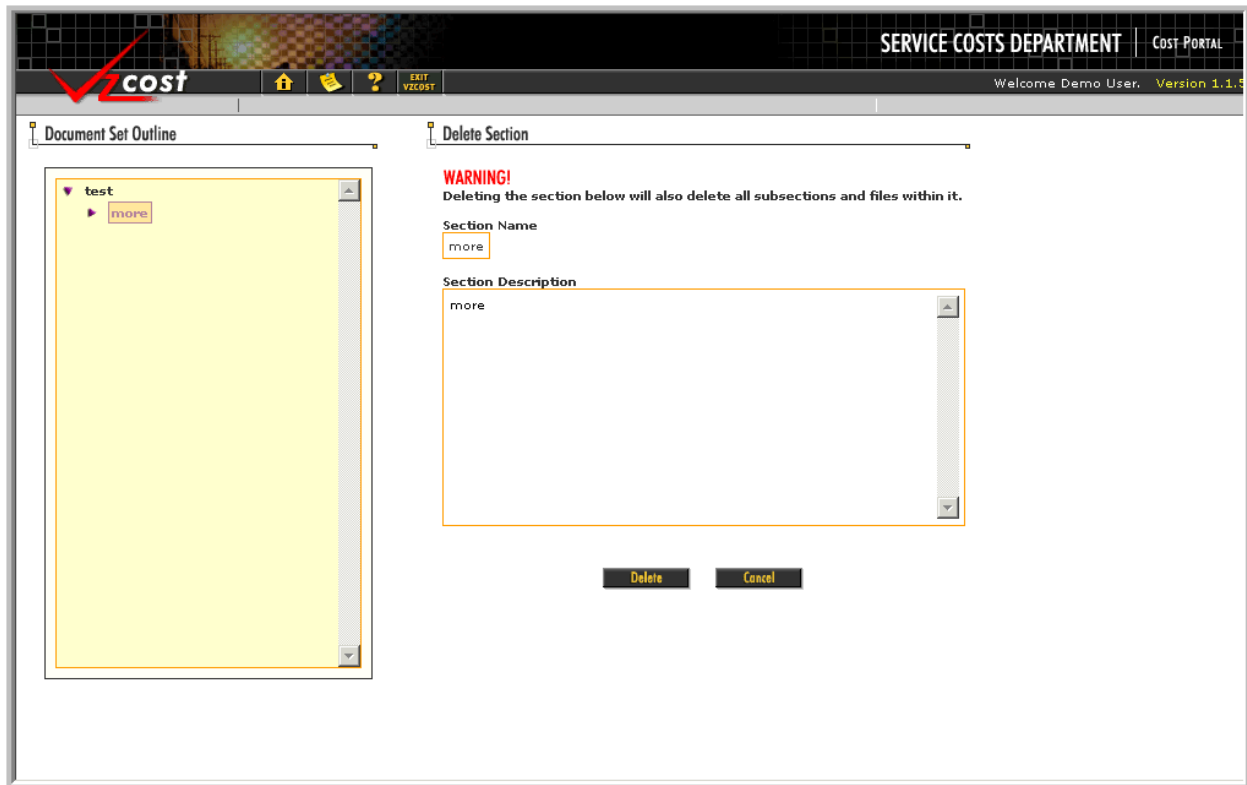 SERVICE COSTS DEPARTMENT | COST PORTAL
Vzcost
?
EXIT
VZCOST
Welcome Demo User. Version 1.1.5
Document Set Outline
test
more
Delete Section
WARNING!
Deleting the section below will also delete all subsections and files within it.
Section Name
more
Section Description
more
Delete Cancel